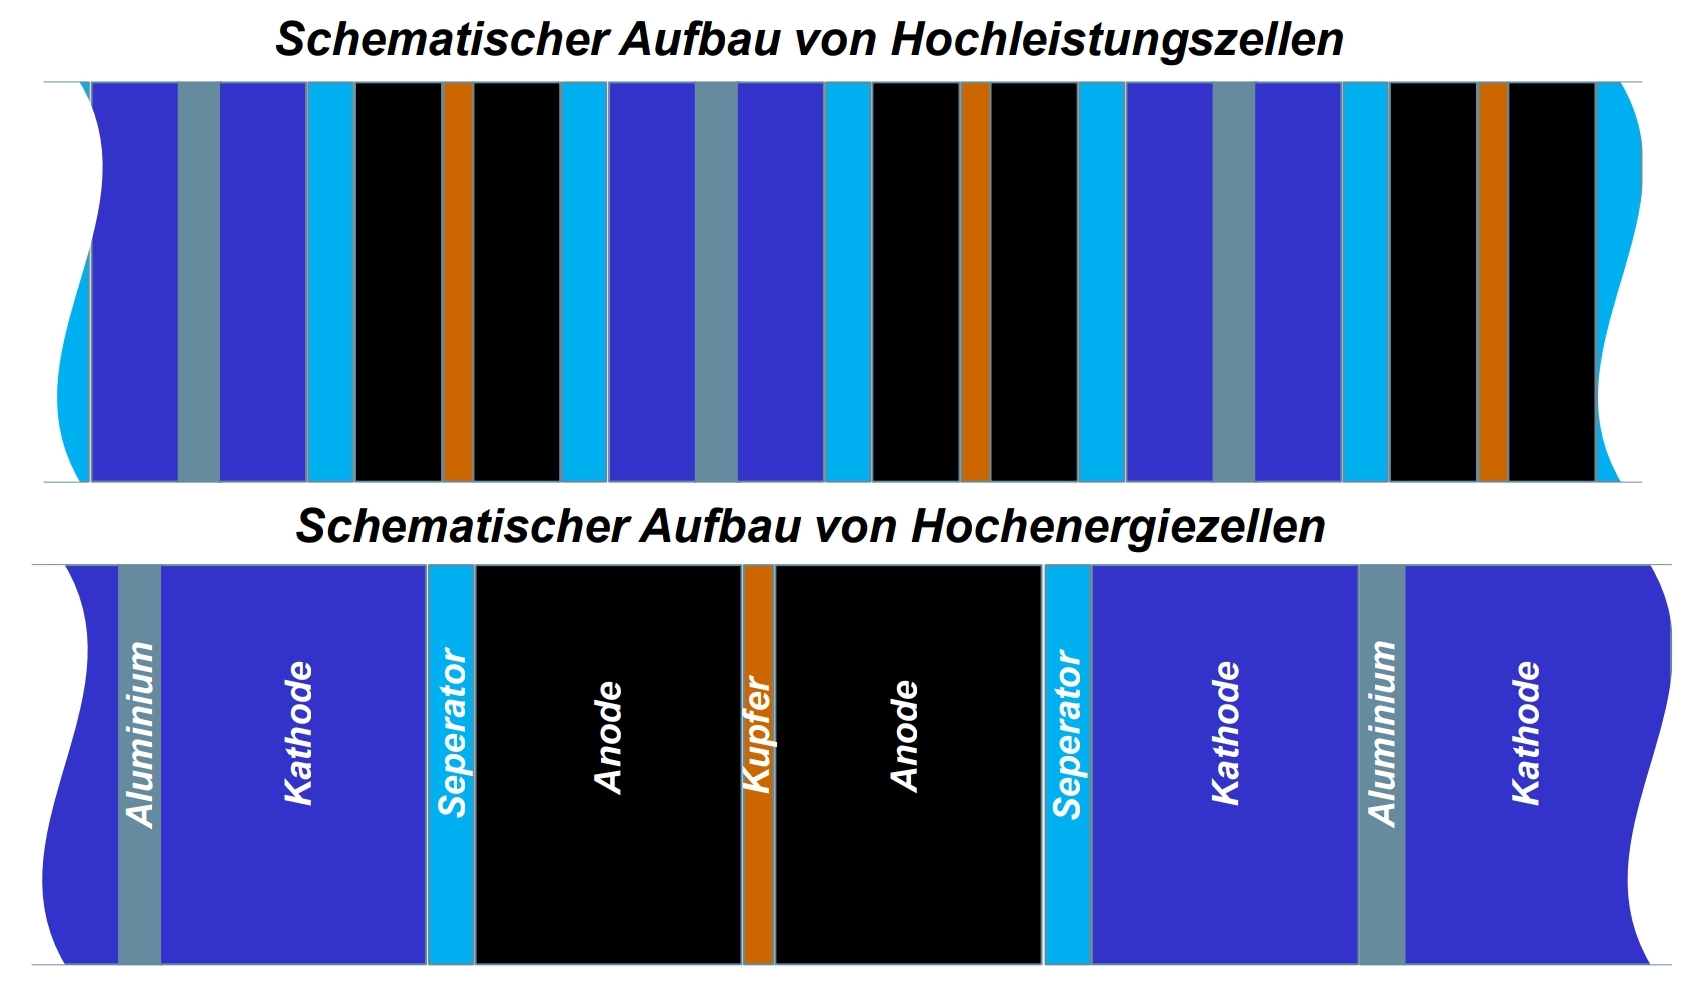 Schematischer Aufbau von Hochleistungszellen
Schematischer Aufbau von Hochenergiezellen
Aluminium
Kathode
Seperator
Anode
Kupfer
Anode
Seperator
Kathode
Aluminium
Kathode